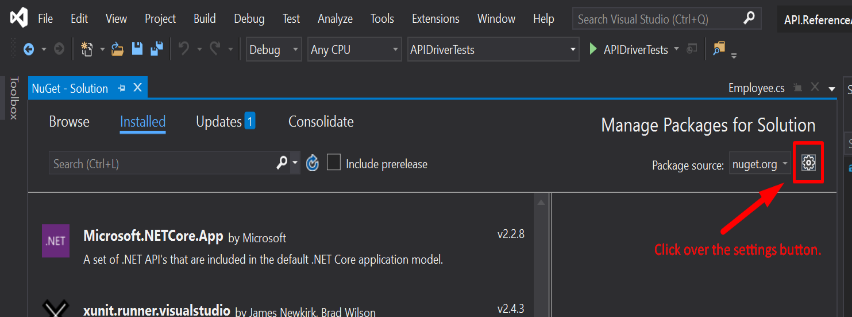 File Edit View Project Build Debug Test Analyze Tools Extensions Window Help Search Visual Studio (Ctrl+Q) API.Reference
Debug Any CPU APIDriverTests APIDriverTests
Toolbox
NuGet - Solution Employee.cs
Browse Installed Updates 1 Consolidate
Manage Packages for Solution
Search (Ctrl+L) Include prerelease Package source: nuget.org
Click over the settings button.
.NET Microsoft.NETCore.App by Microsoft v2.2.8
A set of .NET API's that are included in the default .NET Core application model.
xunit.runner.visualstudio by James Newkirk, Brad Wilson v2.4.3